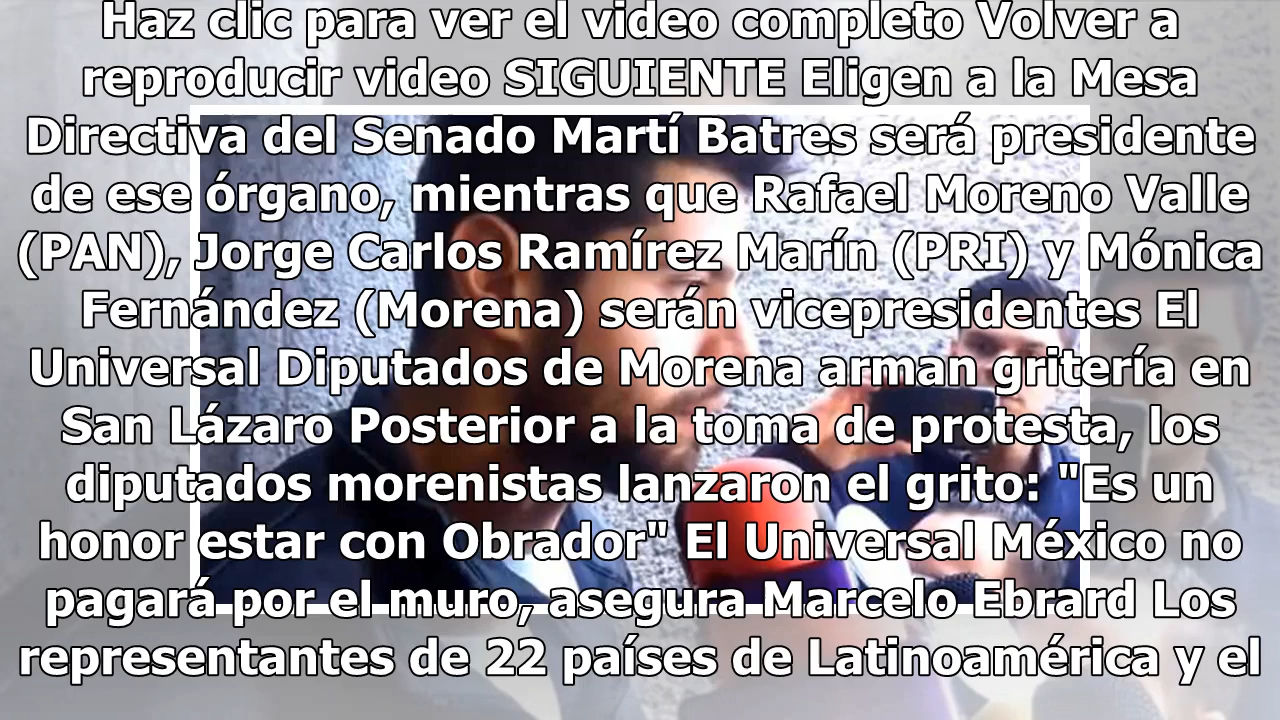 Haz clic para ver el video completo Volver a
reproducir video SIGUIENTE Eligen a la Mesa
Directiva del Senado Martí Batres será presidente
de ese órgano, mientras que Rafael Moreno Valle
(PAN), Jorge Carlos Ramírez Marín (PRI) y Mónica
Fernández (Morena) serán vicepresidentes El
Universal Diputados de Morena arman gritería en
San Lázaro Posterior a la toma de protesta, los
diputados morenistas lanzaron el grito: "Es un
honor estar con Obrador" El Universal México no
pagará por el muro, asegura Marcelo Ebrard Los
representantes de 22 países de Latinoamérica y el